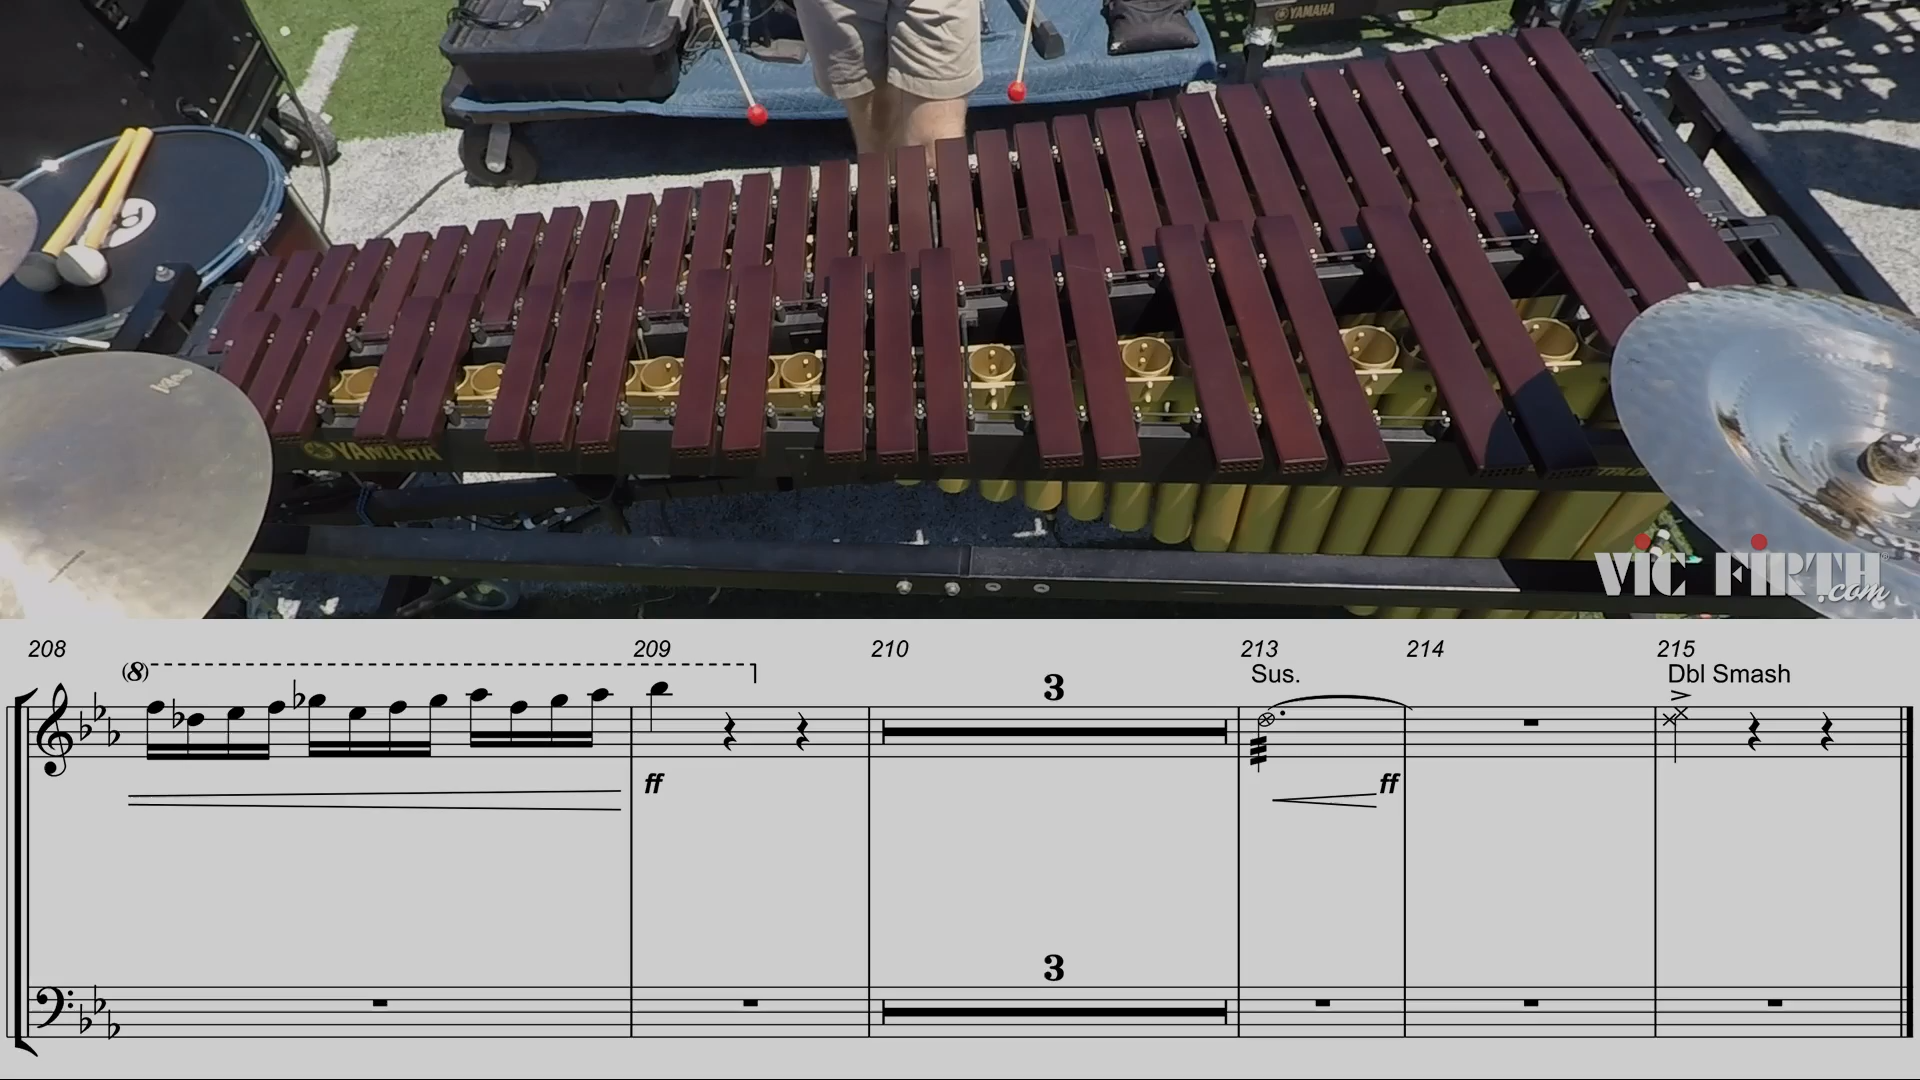 YAMAHA
YAMAHA
VIC FIRTH
.com
208
209
210
213
214
215
(8)
3
Sus.
Dbl Smash
ff
ff
3